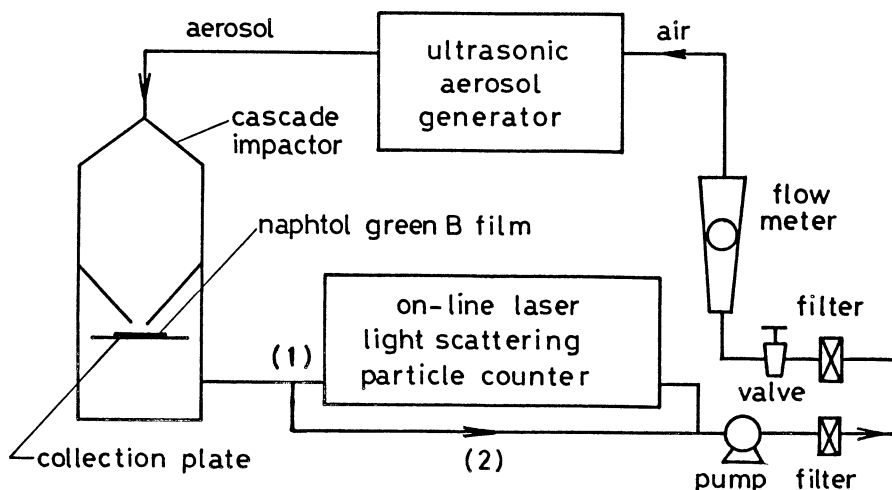 aerosol
ultrasonic
aerosol
generator
air
cascade
impactor
naphtol green B film
flow
meter
on-line laser
light scattering
particle counter
filter
(1)
valve
collection plate
(2)
pump
filter